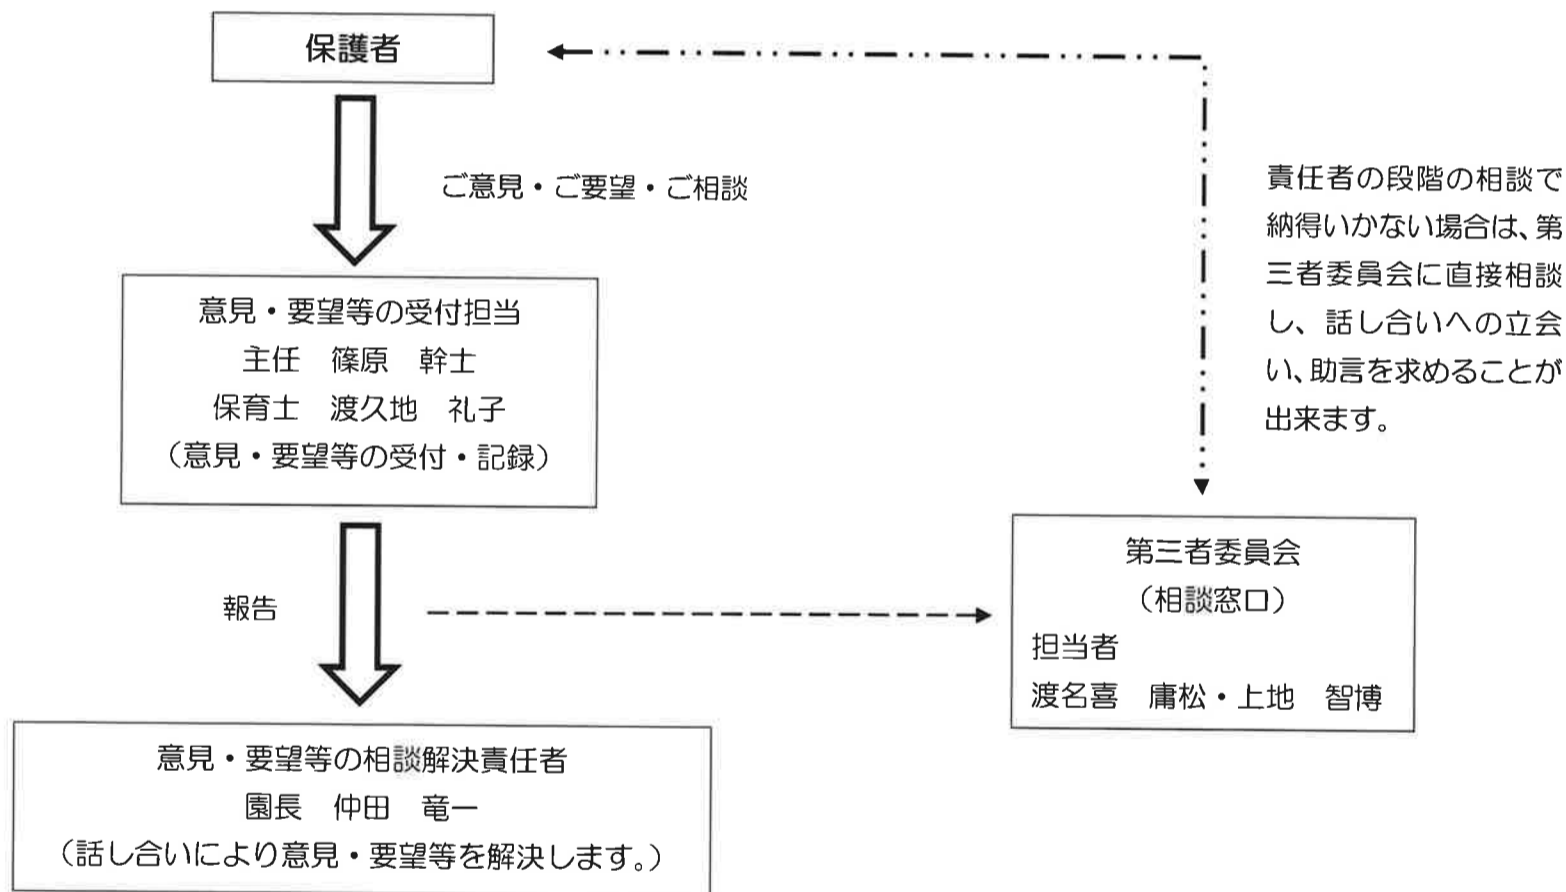 保護者
ご意見・ご要望・ご相談
意見・要望等の受付担当
主任　篠原　幹士
保育士　渡久地　礼子
（意見・要望等の受付・記録）
報告
意見・要望等の相談解決責任者
園長　仲田　竜一
（話し合いにより意見・要望等を解決します。）
責任者の段階の相談で
納得いかない場合は、第
三者委員会に直接相談
し、話し合いへの立会
い、助言を求めることが
出来ます。
第三者委員会
（相談窓口）
担当者
渡名喜　庸松・上地　智博